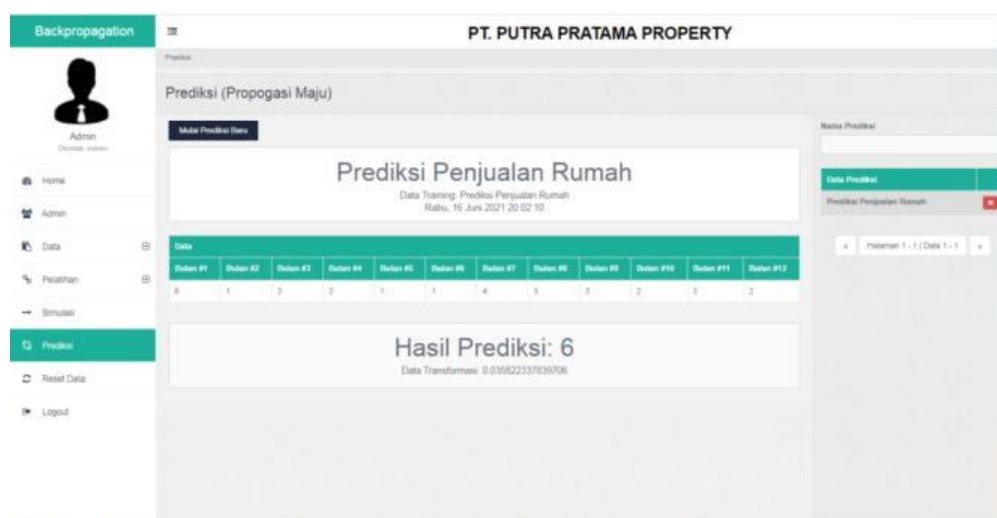 Backpropagation
PT. PUTRA PRATAMA PROPERTY
Prediksi
Admin
Home
Admin
Data
Pelatihan
Simulasi
Prediksi
Reset Data
Logout
Prediksi (Propogasi Maju)
Mulai Prediksi Baru
Prediksi Penjualan Rumah
Data Training: Prediksi Penjualan Rumah
Rabu, 16 Juni 2021 20:02:10
Data
Bulan #1 Bulan #2 Bulan #3 Bulan #4 Bulan #5 Bulan #6 Bulan #7 Bulan #8 Bulan #9 Bulan #10 Bulan #11 Bulan #12
1 3 3 1 1 4 3 2 3 2
Hasil Prediksi: 6
Data Transformasi: 0.035822337839706
Nama Prediksi
Data Prediksi
Prediksi Penjualan Rumah
« Halaman 1 - 1 | Data 1 - 1 »